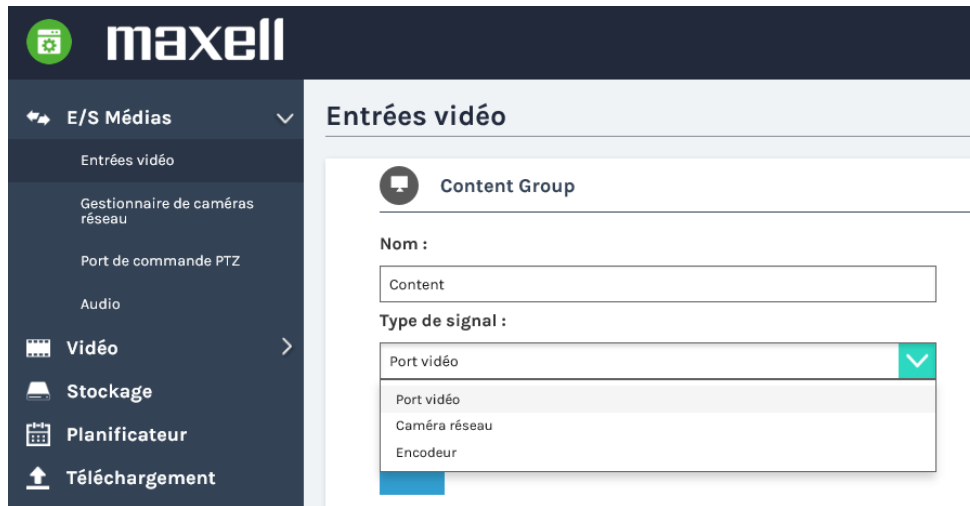 maxell
E/S Médias
Entrées vidéo
Gestionnaire de caméras
réseau
Port de commande PTZ
Audio
Vidéo
Stockage
Planificateur
Téléchargement
Entrées vidéo
Content Group
Nom :
Content
Type de signal :
Port vidéo
Port vidéo
Caméra réseau
Encodeur